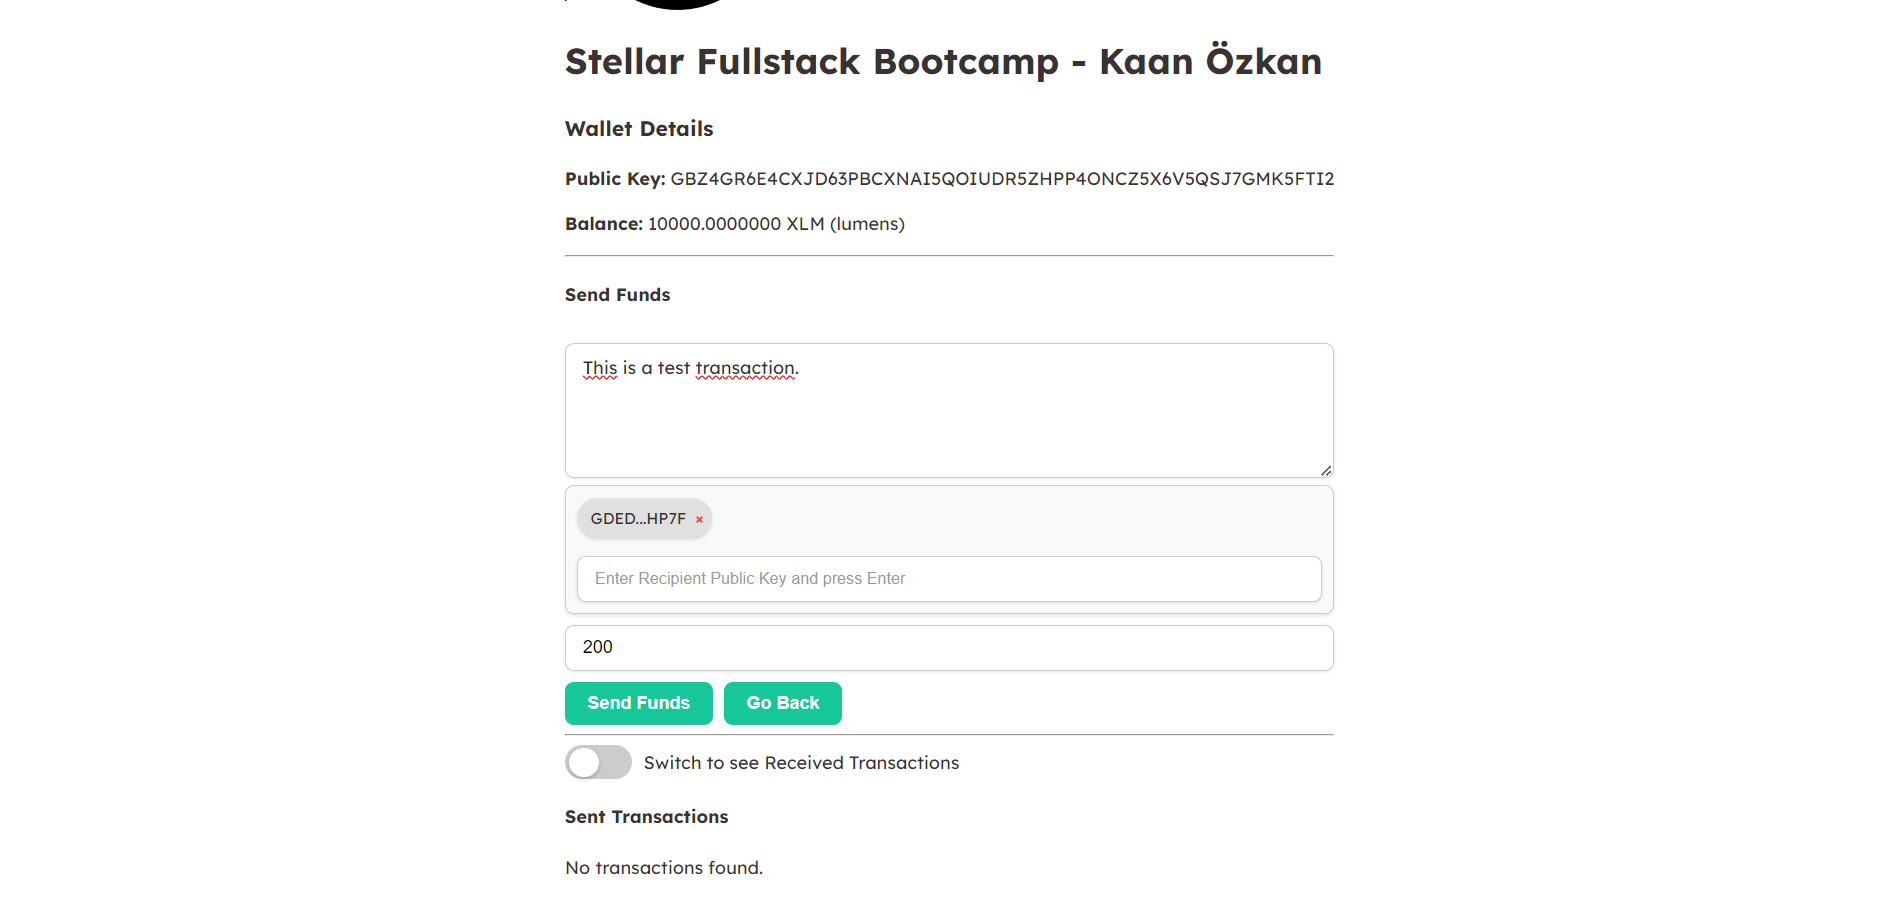 Stellar Fullstack Bootcamp - Kaan Özkan
Wallet Details
Public Key: GBZ4GR6E4CXJD63PBCXNAI5QOIUDR5ZHPP4ONCZ5X6V5QSJ7GMK5FTI2
Balance: 10000.0000000 XLM (lumens)
Send Funds
This is a test transaction.
GDED...HP7F ×
Enter Recipient Public Key and press Enter
200
Send Funds Go Back
Switch to see Received Transactions
Sent Transactions
No transactions found.